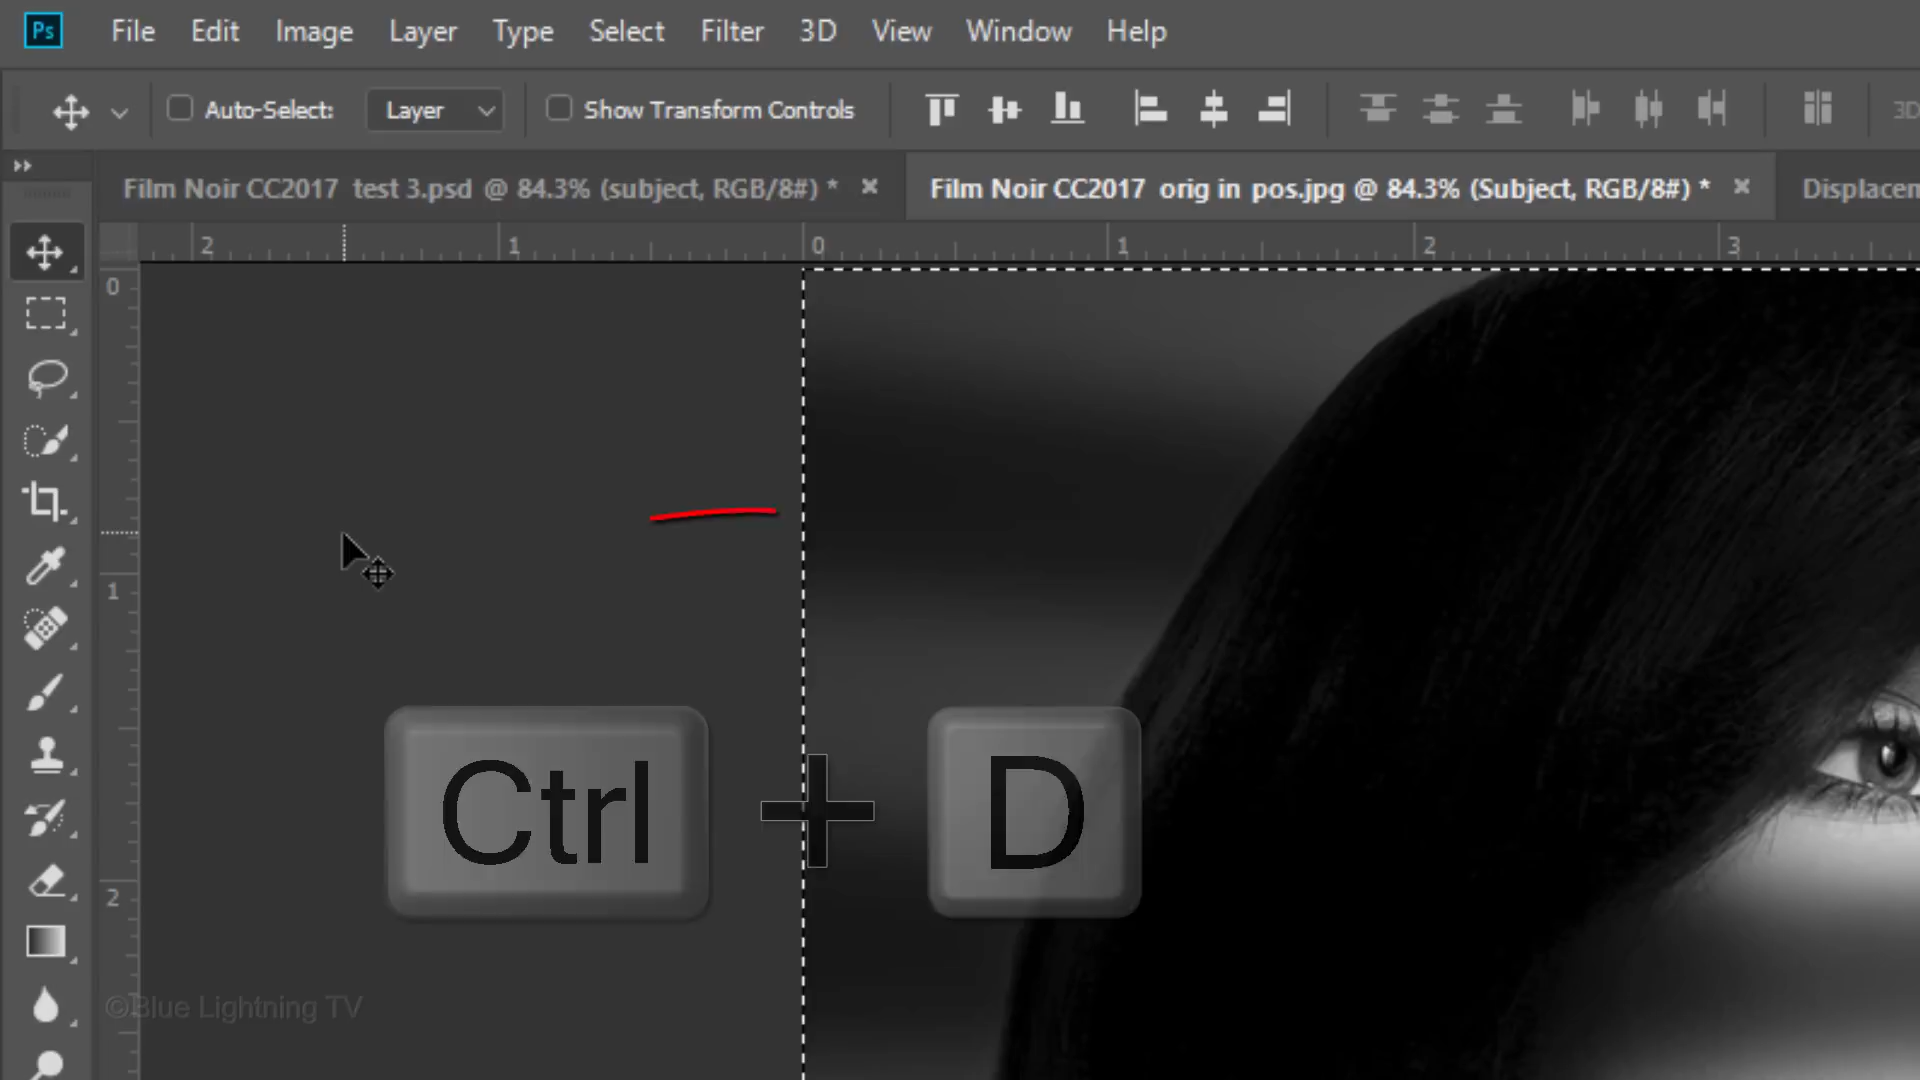 Ps File Edit Image Layer Type Select Filter 3D View Window Help
Auto-Select: Layer Show Transform Controls 3D
Film Noir CC2017 test 3.psd @ 84.3% (subject, RGB/8#) * × Film Noir CC2017 orig in pos.jpg @ 84.3% (Subject, RGB/8#) * × Displacem
2 1 0 1 2 3
0
1
Ctrl + D
2
©Blue Lightning TV